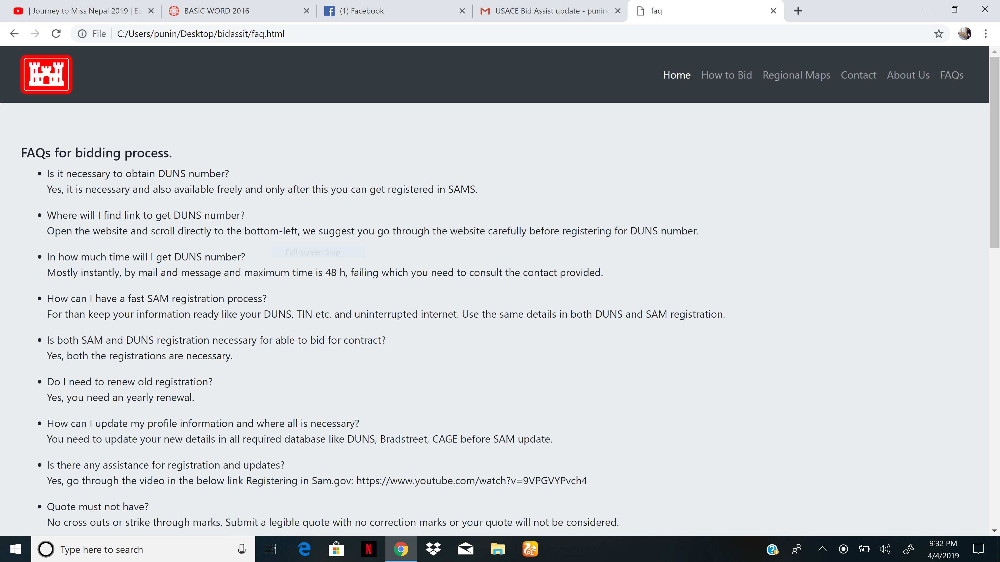 | Journey to Miss Nepal 2019 | Ep
BASIC WORD 2016
(1) Facebook
USACE Bid Assist update - punino
faq
File
C:/Users/punin/Desktop/bidassit/faq.html
Home How to Bid Regional Maps Contact About Us FAQs
FAQs for bidding process.
• Is it necessary to obtain DUNS number?
Yes, it is necessary and also available freely and only after this you can get registered in SAMS.
• Where will I find link to get DUNS number?
Open the website and scroll directly to the bottom-left, we suggest you go through the website carefully before registering for DUNS number.
Full-screen Snip
• In how much time will I get DUNS number?
Mostly instantly, by mail and message and maximum time is 48 h, failing which you need to consult the contact provided.
• How can I have a fast SAM registration process?
For than keep your information ready like your DUNS, TIN etc. and uninterrupted internet. Use the same details in both DUNS and SAM registration.
• Is both SAM and DUNS registration necessary for able to bid for contract?
Yes, both the registrations are necessary.
• Do I need to renew old registration?
Yes, you need an yearly renewal.
• How can I update my profile information and where all is necessary?
You need to update your new details in all required database like DUNS, Bradstreet, CAGE before SAM update.
• Is there any assistance for registration and updates?
Yes, go through the video in the below link Registering in Sam.gov: https://www.youtube.com/watch?v=9VPGVYPvch4
• Quote must not have?
No cross outs or strike through marks. Submit a legible quote with no correction marks or your quote will not be considered.
Type here to search
9:32 PM
4/4/2019